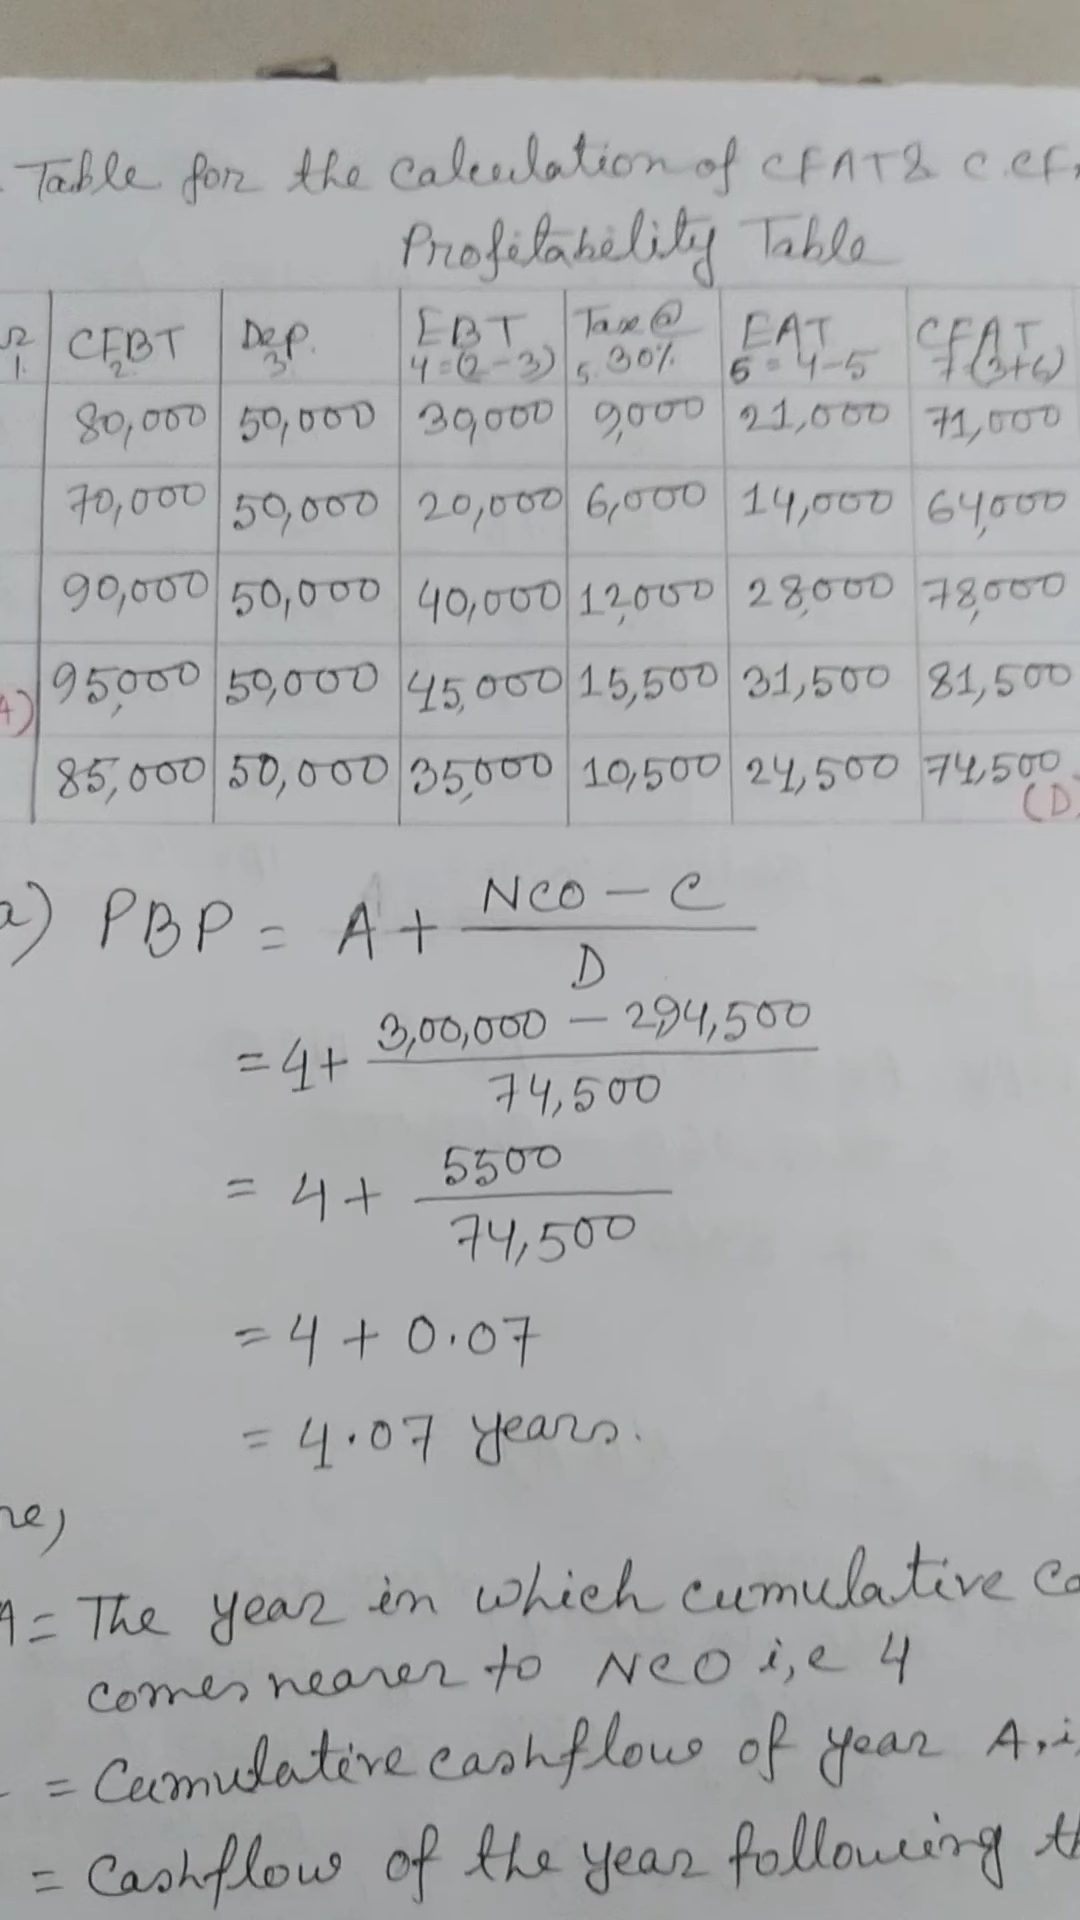 Table for the calculation of CFAT & C.CF
Profitability Table
CFBT Dep. EBT Tax @ EAT CFAT
1. 2. 3 4=(2-3) 5. 30% 6=4-5 7(3+6)
80,000 50,000 30,000 9,000 21,000 71,000
70,000 50,000 20,000 6,000 14,000 64,000
90,000 50,000 40,000 12,000 28,000 78,000
95,000 50,000 45,000 15,500 31,500 81,500
A)
85,000 50,000 35,000 10,500 24,500 74,500
(D)
a) PBP = A + NCO - C
D
= 4 + 3,00,000 - 294,500
74,500
= 4 + 5500
74,500
= 4 + 0.07
= 4.07 years.
A = The year in which cumulative
comes nearer to NCO i,e 4
= Cumulative cashflow of year A,i
= Cashflow of the year following